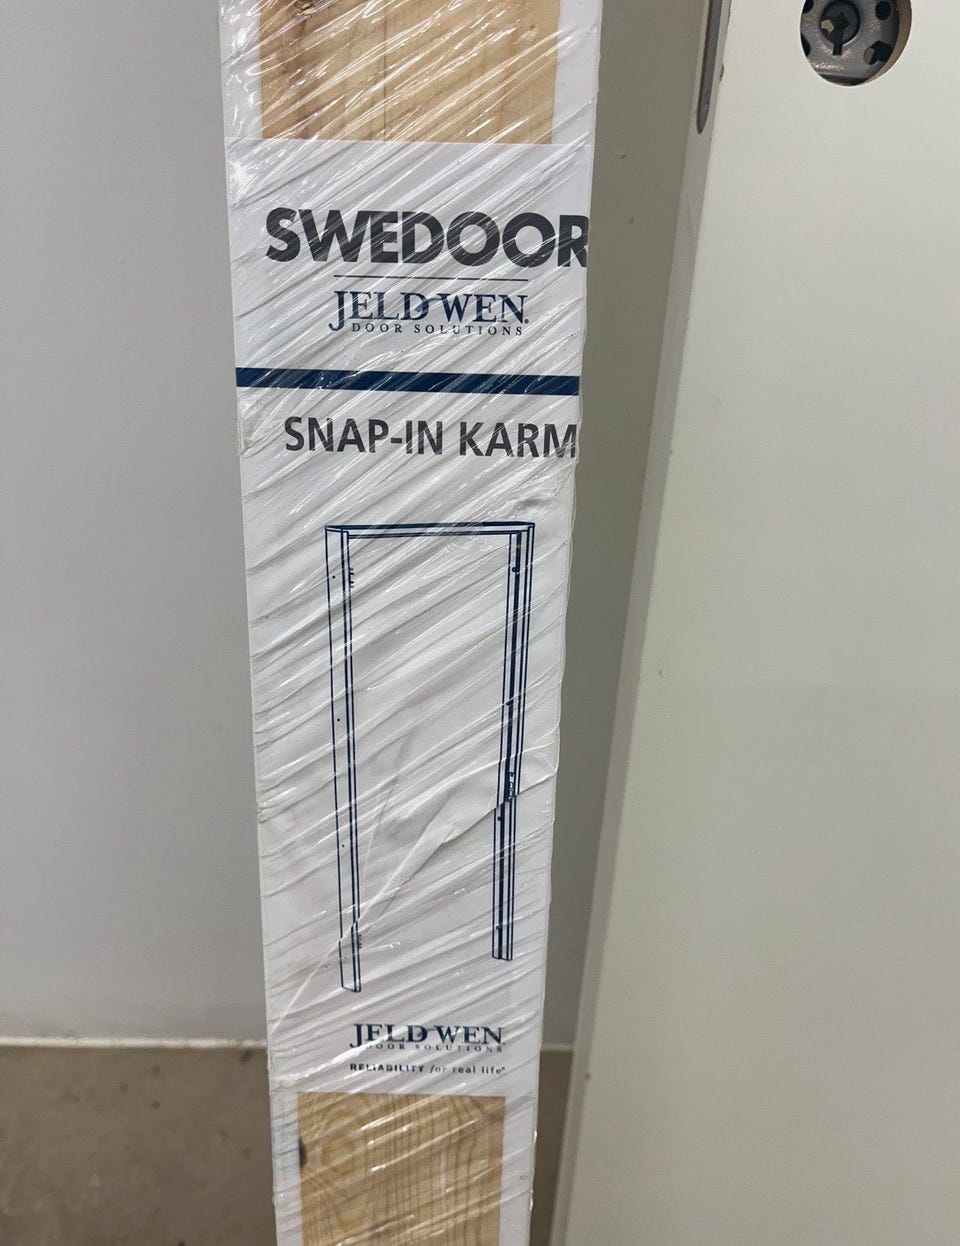 SWEDOOR
JELD-WEN.
DOOR SOLUTIONS
SNAP-IN KARM
JELD-WEN
DOOR SOLUTIONS
RELIABILITY for real life®